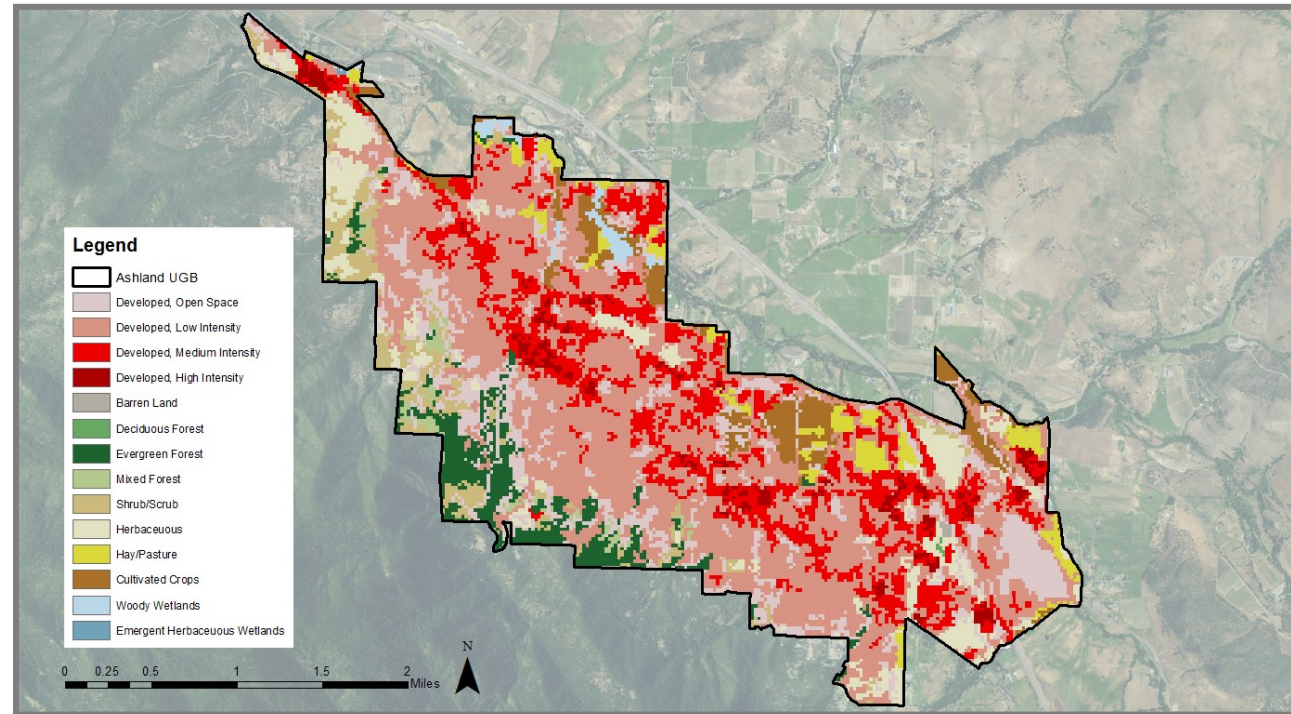 Legend
Ashland UGB
Developed, Open Space
Developed, Low Intensity
Developed, Medium Intensity
Developed, High Intensity
Barren Land
Deciduous Forest
Evergreen Forest
Mixed Forest
Shrub/Scrub
Herbaceuous
Hay/Pasture
Cultivated Crops
Woody Wetlands
Emergent Herbaceuous Wetlands
N
0 0.25 0.5 1 1.5 2
Miles